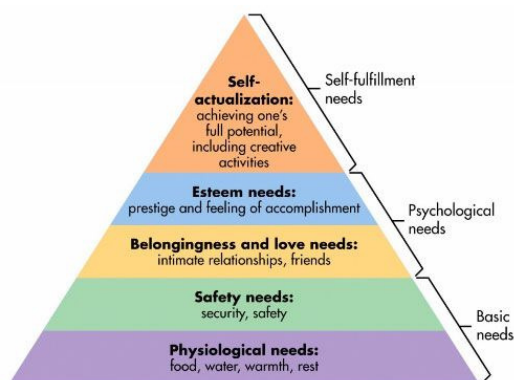 Self-
actualization:
achieving one's
full potential,
including creative
activities
Self-fulfillment
needs
Esteem needs:
prestige and feeling of accomplishment
Psychological
needs
Belongingness and love needs:
intimate relationships, friends
Safety needs:
security, safety
Basic
needs
Physiological needs:
food, water, warmth, rest